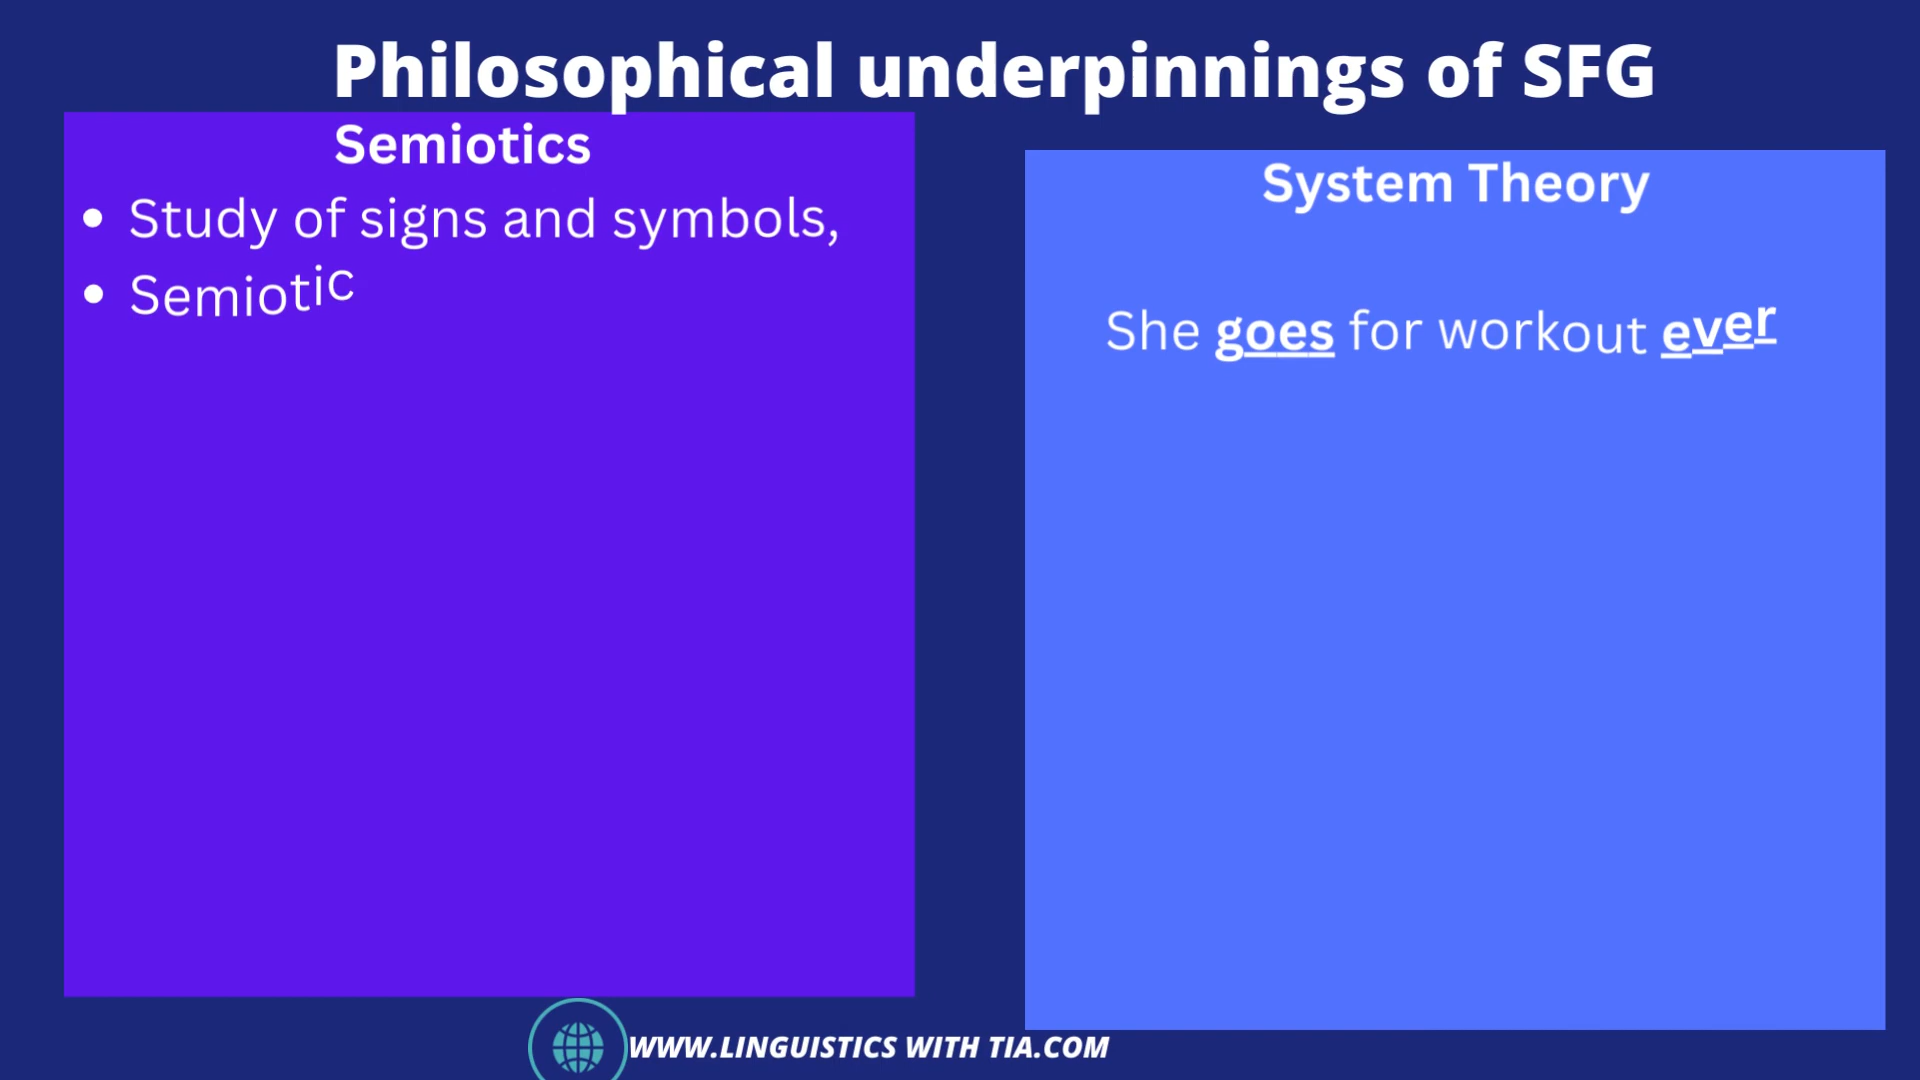 Philosophical underpinnings of SFG
Semiotics
• Study of signs and symbols,
• Semiotic
System Theory
She goes for workout ever
WWW.LINGUISTICS WITH TIA.COM